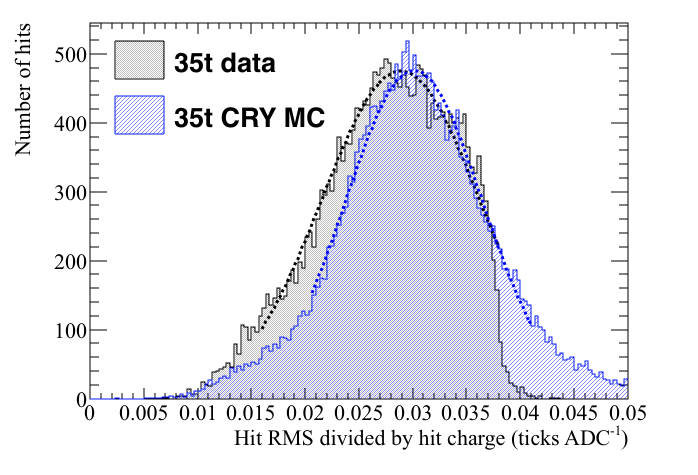 Number of hits
500
400
300
200
100
0
35t data
35t CRY MC
0 0.005 0.01 0.015 0.02 0.025 0.03 0.035 0.04 0.045 0.05
Hit RMS divided by hit charge (ticks ADC⁻¹)